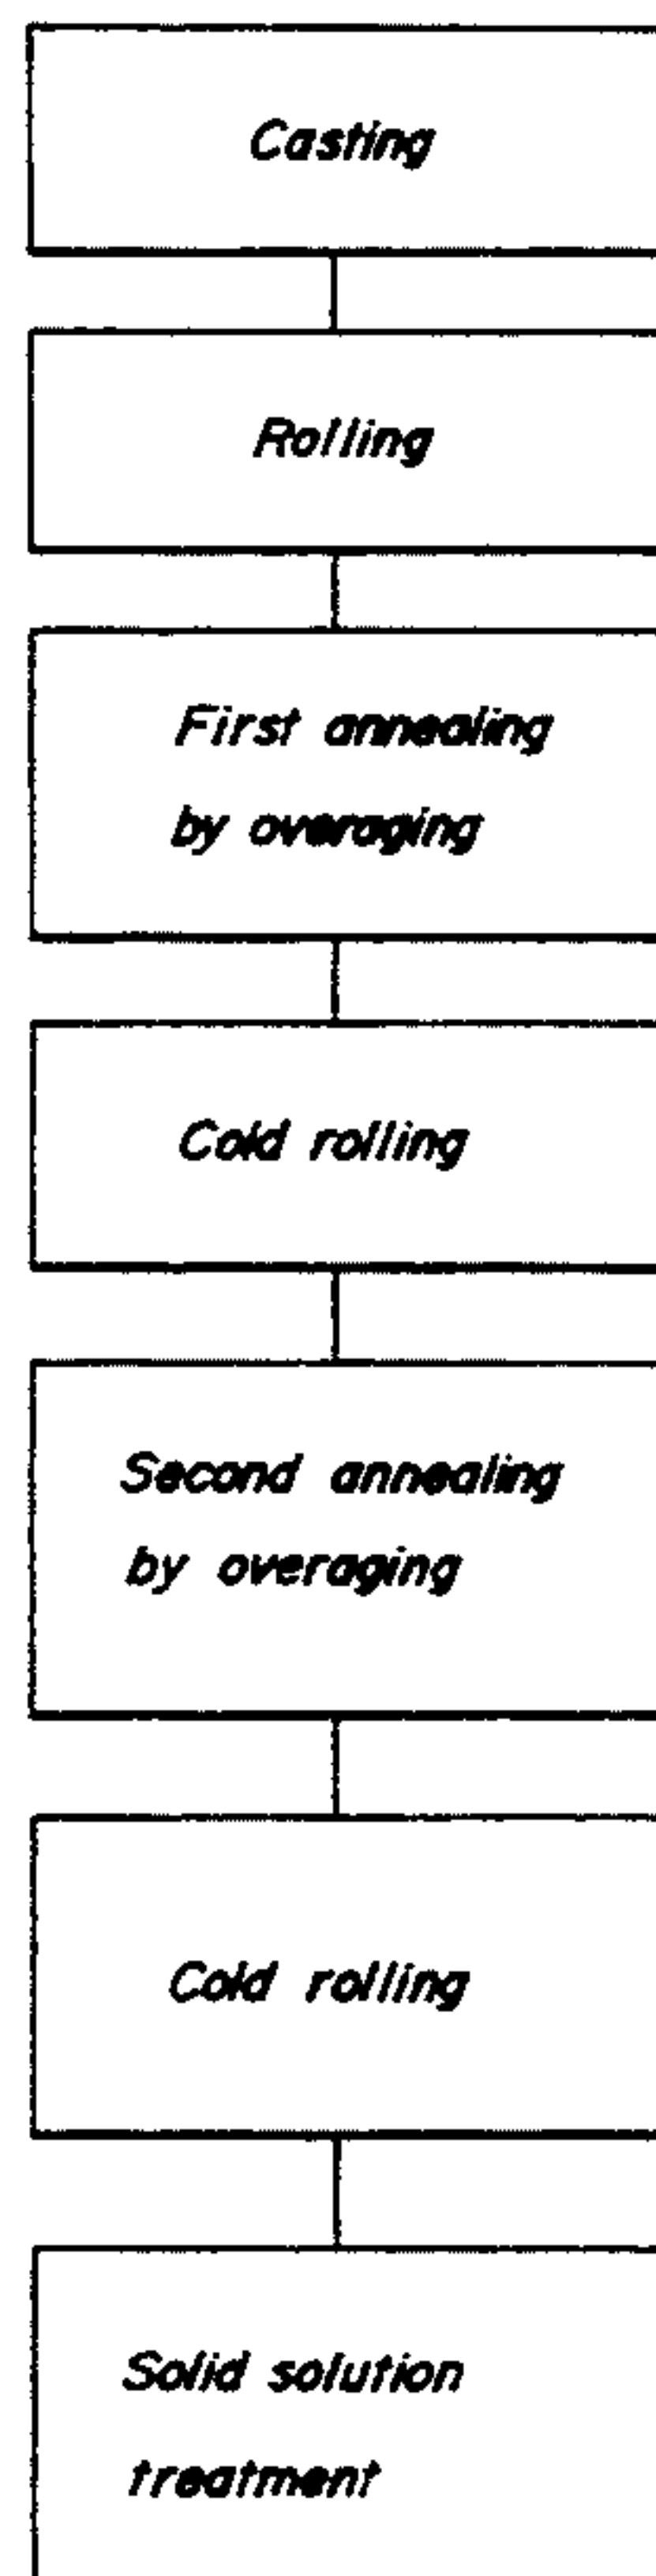 Casting
Rolling
First annealing
by overaging
Cold rolling
Second annealing
by overaging
Cold rolling
Solid solution
treatment